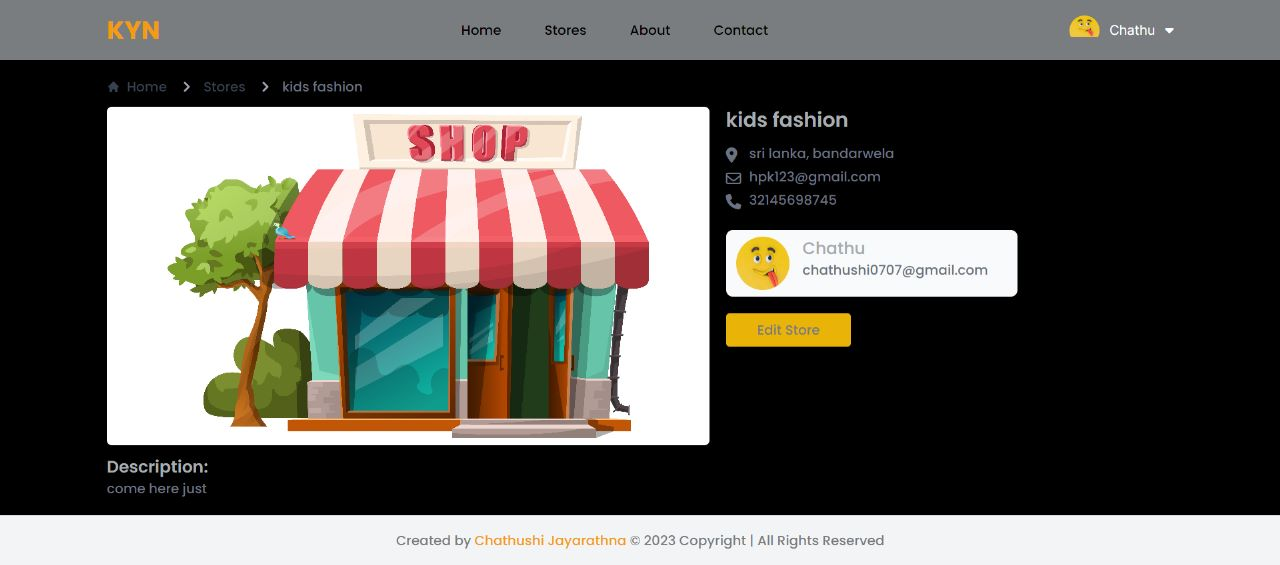 KYN
Home Stores About Contact
Chathu
Home Stores kids fashion
SHOP
kids fashion
sri lanka, bandarwela
hpk123@gmail.com
32145698745
Chathu
chathushi0707@gmail.com
Edit Store
Description:
come here just
Created by Chathushi Jayarathna © 2023 Copyright | All Rights Reserved